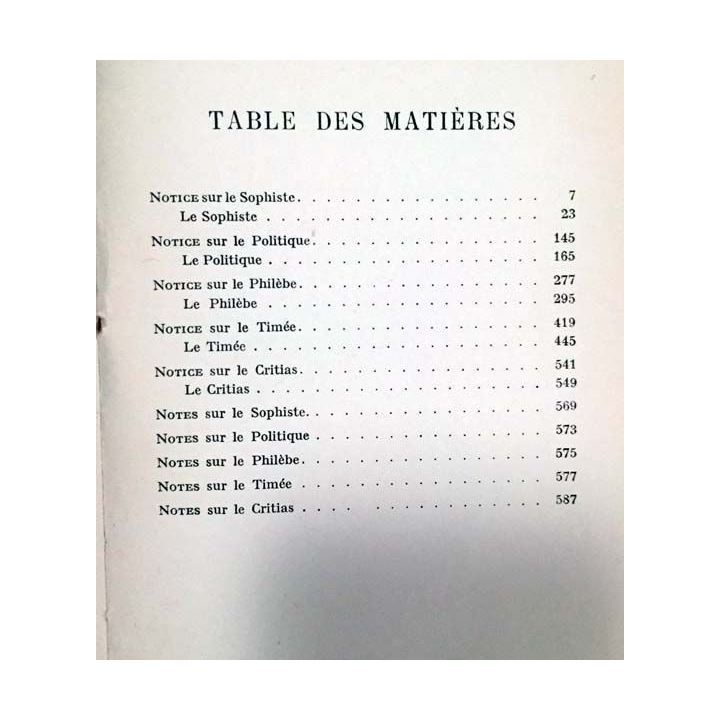 TABLE DES MATIÈRES
NOTICE sur le Sophiste. . . . . . . . . . . . . . . . 7
Le Sophiste . . . . . . . . . . . . . . . . . 23
NOTICE sur le Politique. . . . . . . . . . . . . . . 145
Le Politique . . . . . . . . . . . . . . . . . 165
NOTICE sur le Philèbe. . . . . . . . . . . . . . . . 277
Le Philèbe . . . . . . . . . . . . . . . . . 295
NOTICE sur le Timée. . . . . . . . . . . . . . . . 419
Le Timée . . . . . . . . . . . . . . . . . . 445
NOTICE sur le Critias. . . . . . . . . . . . . . . . 541
Le Critias . . . . . . . . . . . . . . . . . . 549
NOTES sur le Sophiste. . . . . . . . . . . . . . . . 569
NOTES sur le Politique . . . . . . . . . . . . . . 573
NOTES sur le Philèbe. . . . . . . . . . . . . . . . 575
NOTES sur le Timée . . . . . . . . . . . . . . . 577
NOTES sur le Critias . . . . . . . . . . . . . . 587